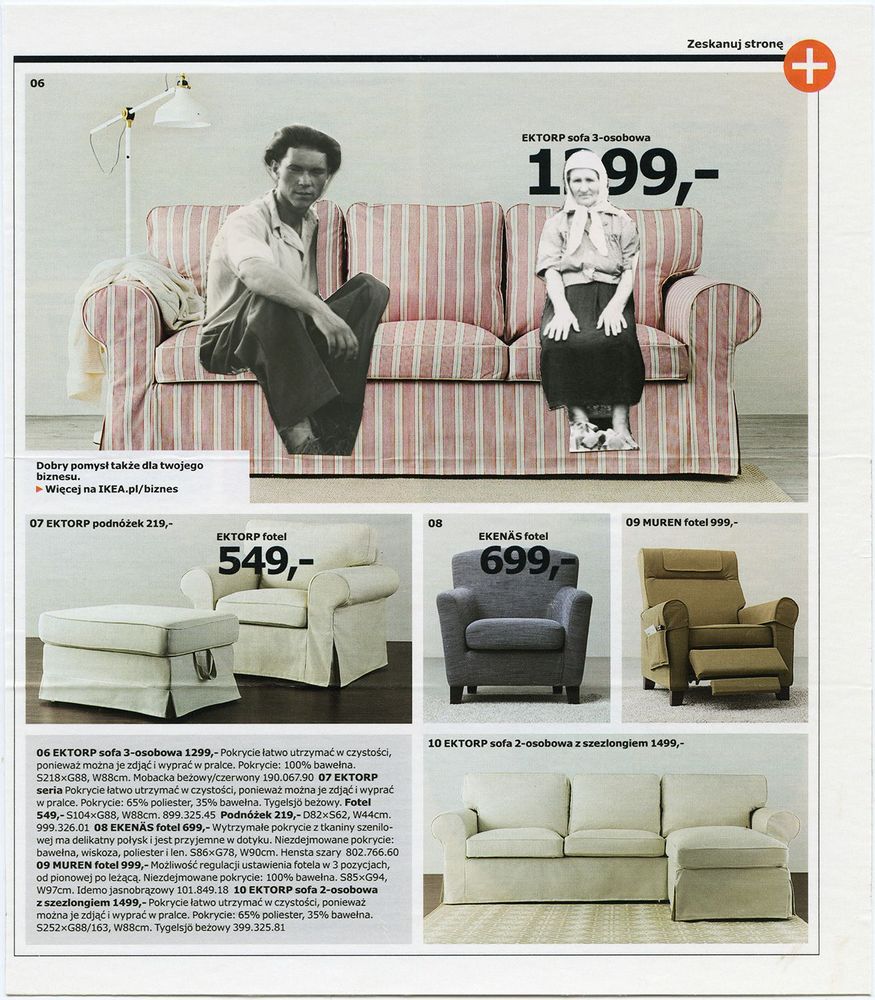 Zeskanuj stronę
06
EKTORP sofa 3-osobowa
1 99,-
Dobry pomysł także dla twojego
biznesu.
Więcej na IKEA.pl/biznes
07 EKTORP podnóżek 219,-
EKTORP fotel
549,-
08
EKENÄS fotel
699,-
09 MUREN fotel 999,-
06 EKTORP sofa 3-osobowa 1299,- Pokrycie łatwo utrzymać w czystości,
ponieważ można je zdjąć i wyprać w pralce. Pokrycie: 100% bawełna.
S218×G88, W88cm. Mobacka beżowy/czerwony 190.067.90 07 EKTORP
seria Pokrycie łatwo utrzymać w czystości, ponieważ można je zdjąć i wyprać
w pralce. Pokrycie: 65% poliester, 35% bawełna. Tygelsjö beżowy. Fotel
549,- S104×G88, W88cm. 899.325.45 Podnóżek 219,- D82×S62, W44cm.
999.326.01 08 EKENÄS fotel 699,- Wytrzymałe pokrycie z tkaniny szenilo-
wej ma delikatny połysk i jest przyjemne w dotyku. Niezdejmowane pokrycie:
bawełna, wiskoza, poliester i len. S86×G78, W90cm. Hensta szary 802.766.60
09 MUREN fotel 999,- Możliwość regulacji ustawienia fotela w 3 pozycjach,
od pionowej po leżącą. Niezdejmowane pokrycie: 100% bawełna. S85×G94,
W97cm. Idemo jasnobrązowy 101.849.18 10 EKTORP sofa 2-osobowa
z szezlongiem 1499,- Pokrycie łatwo utrzymać w czystości, ponieważ
można je zdjąć i wyprać w pralce. Pokrycie: 65% poliester, 35% bawełna.
S252×G88/163, W88cm. Tygelsjö beżowy 399.325.81
10 EKTORP sofa 2-osobowa z szezlongiem 1499,-